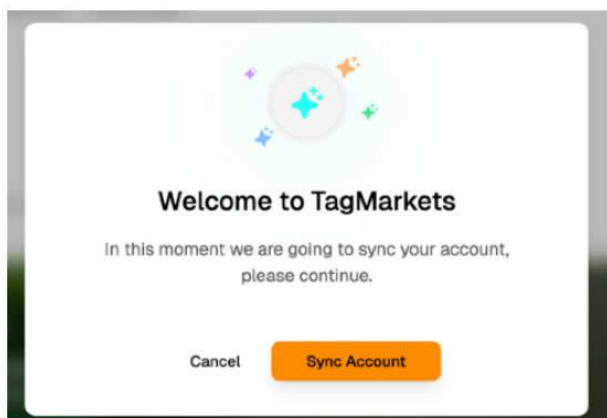 Welcome to TagMarkets
In this moment we are going to sync your account,
please continue.
Cancel
Sync Account